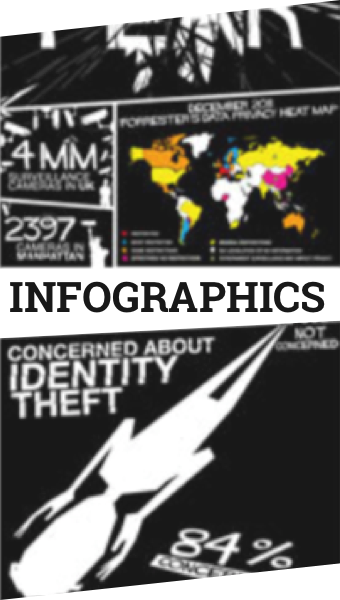 4 MM
SURVEILLANCE
CAMERAS IN UK
2397
CAMERAS IN
MANHATTAN
DECEMBER 2011
FORRESTER'S DATA PRIVACY HEAT MAP
INFOGRAPHICS
CONCERNED ABOUT
IDENTITY
THEFT
NOT
CONCERNED
84 %
CONCERNED